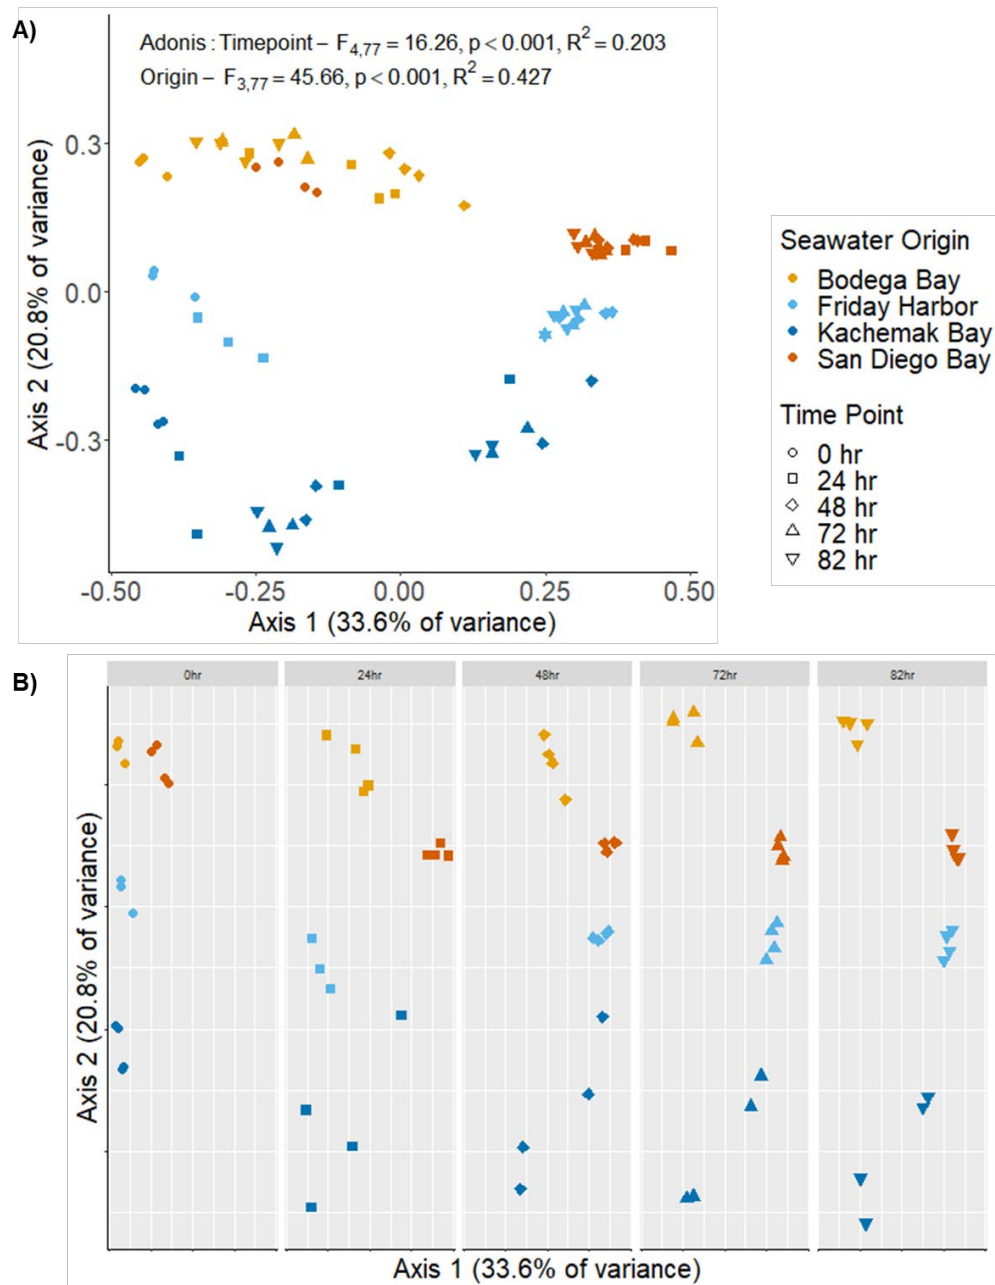 A)
Adonis : Timepoint – F4,77 = 16.26, p < 0.001, R2 = 0.203
Origin – F3,77 = 45.66, p < 0.001, R2 = 0.427
0.3
0.0
-0.3
Axis 2 (20.8% of variance)
-0.50 -0.25 0.00 0.25 0.50
Axis 1 (33.6% of variance)
Seawater Origin
Bodega Bay
Friday Harbor
Kachemak Bay
San Diego Bay
Time Point
0 hr
24 hr
48 hr
72 hr
82 hr
B)
0hr 24hr 48hr 72hr 82hr
Axis 2 (20.8% of variance)
Axis 1 (33.6% of variance)